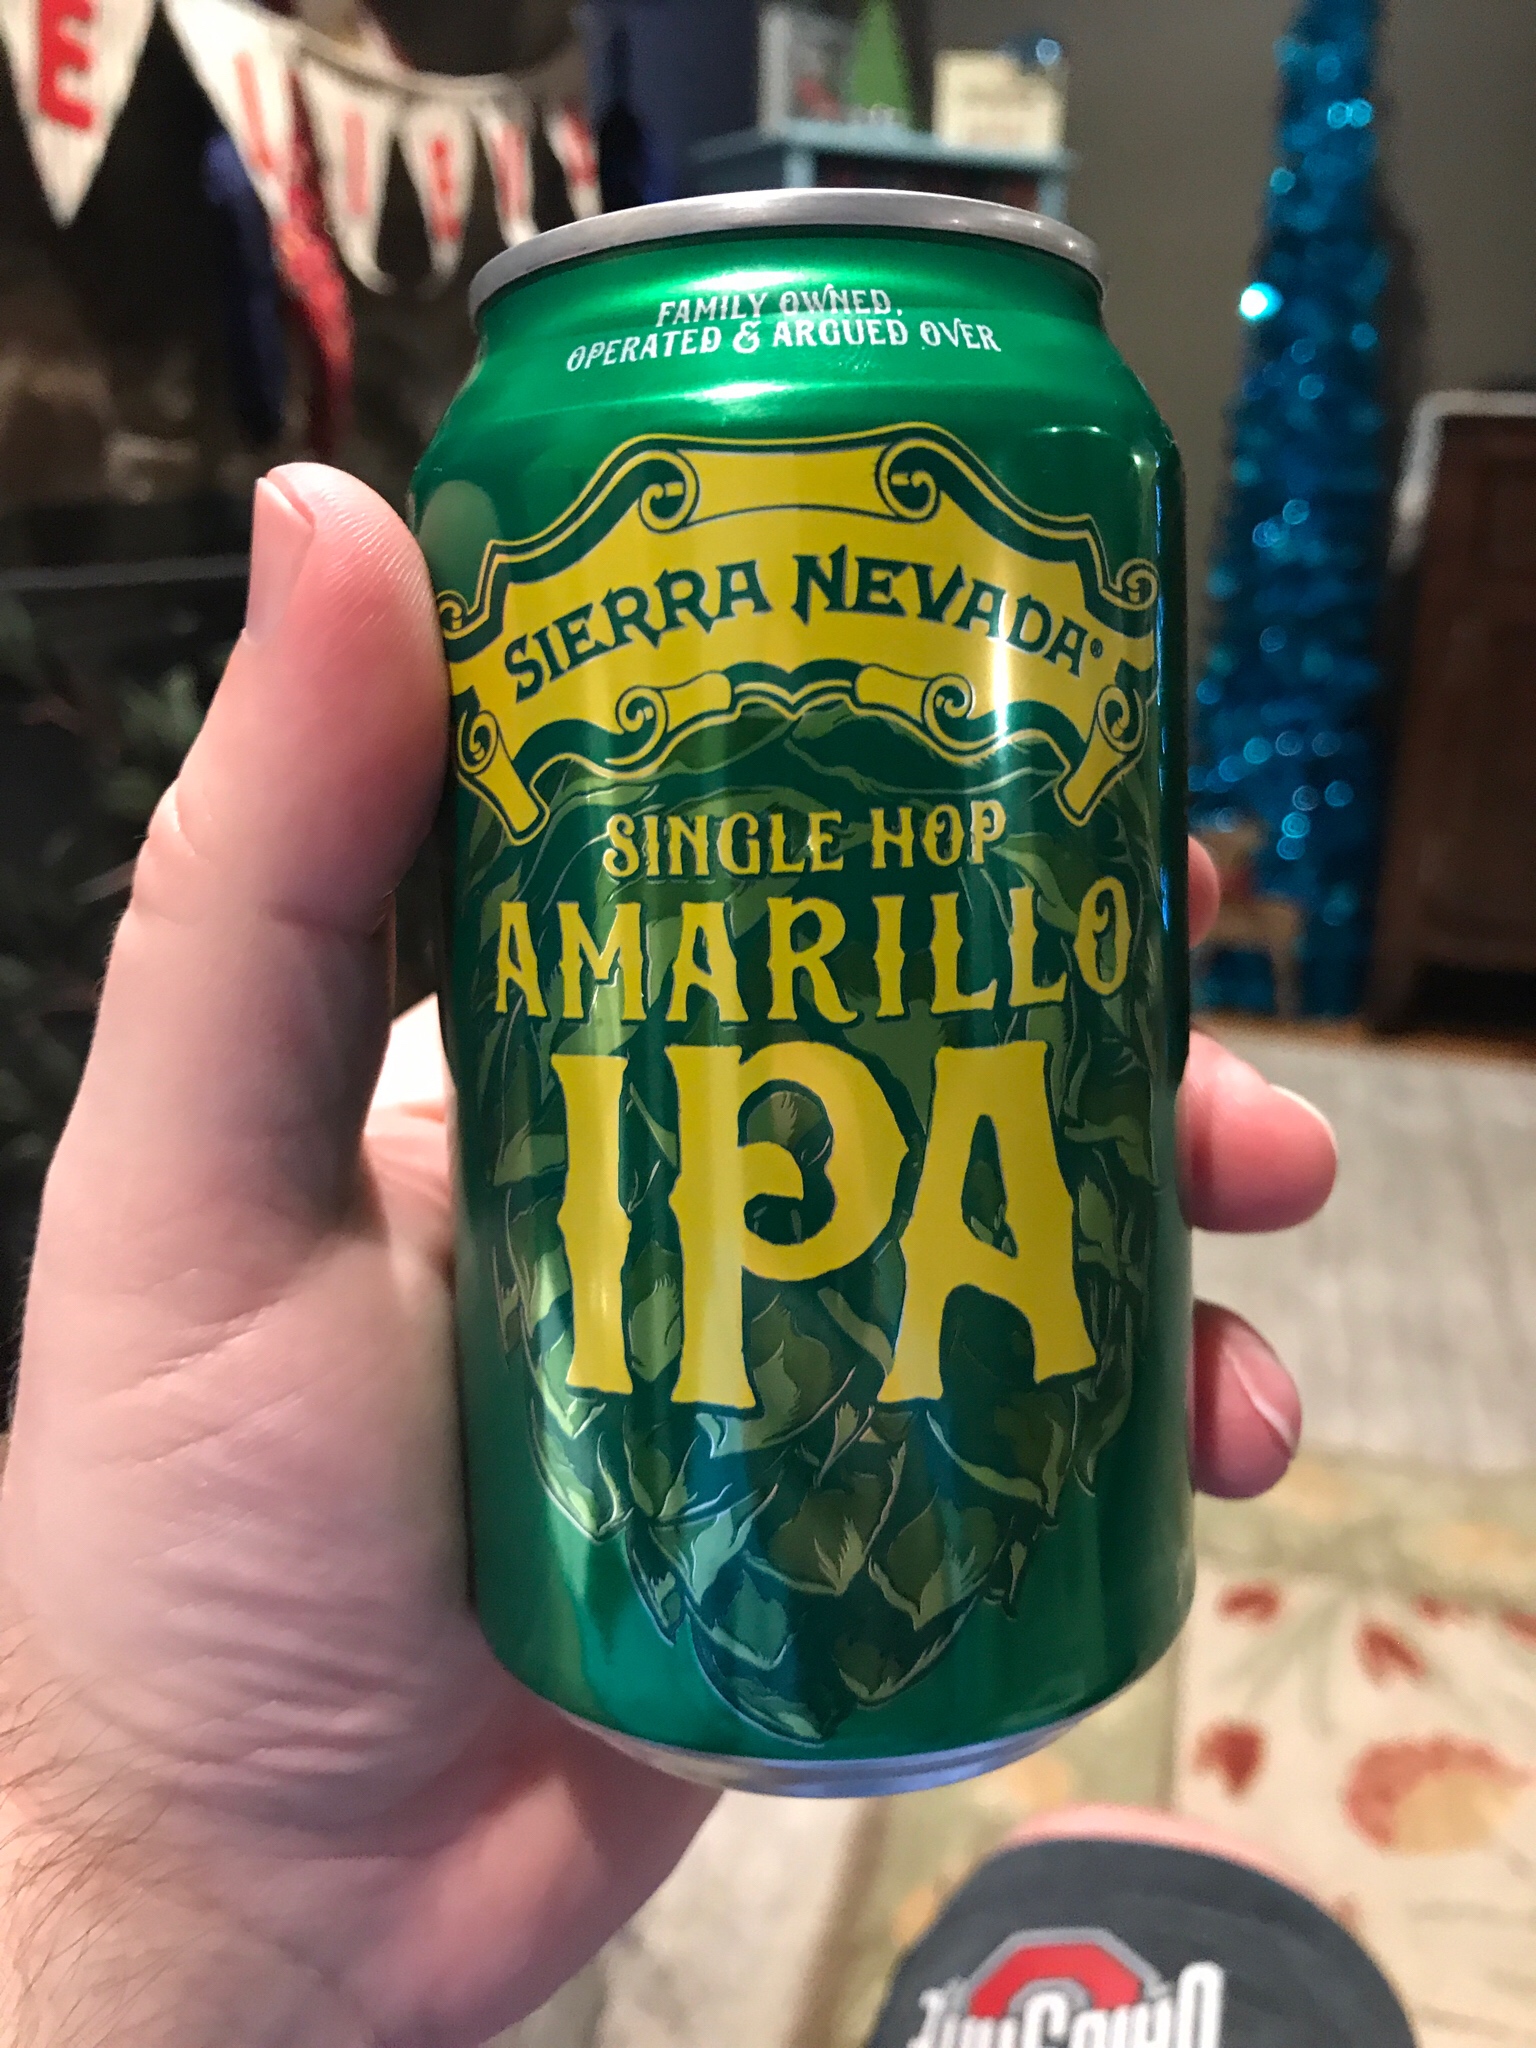 FAMILY OWNED,
OPERATED & ARGUED OVER
SIERRA NEVADA®
SINGLE HOP
AMARILLO
IPA
E